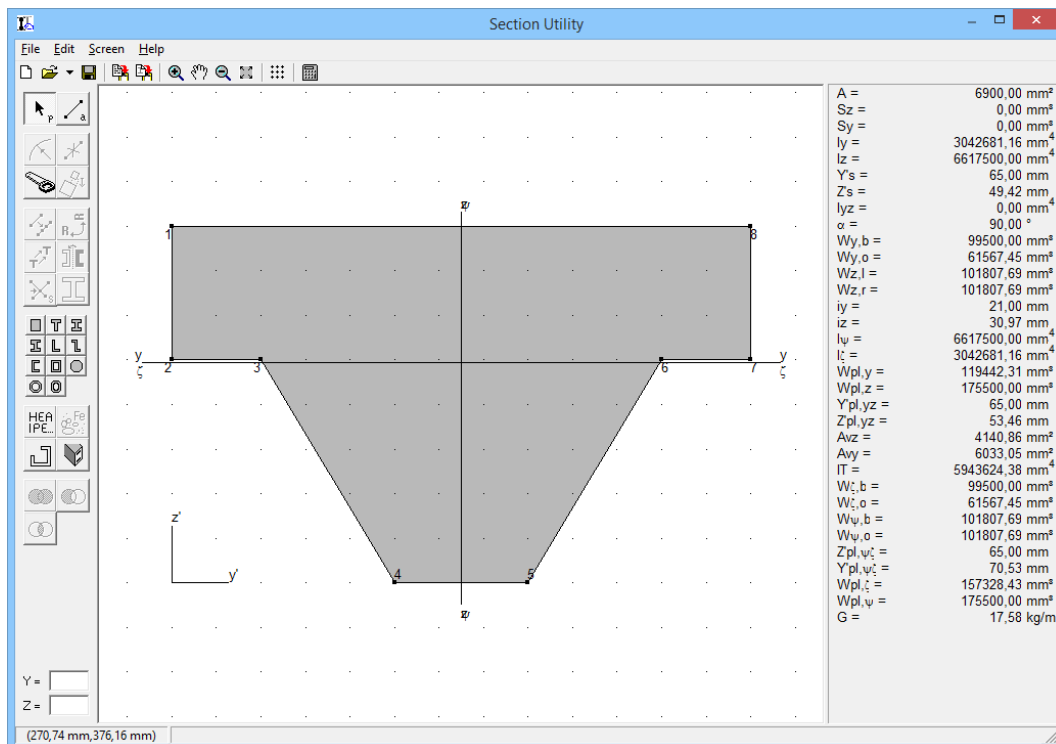 Section Utility
File Edit Screen Help
A = 6900,00 mm²
Sz = 0,00 mm³
Sy = 0,00 mm³
Iy = 3042681,16 mm⁴
Iz = 6617500,00 mm⁴
Y's = 65,00 mm
Z's = 49,42 mm
Iyz = 0,00 mm⁴
α = 90,00 °
Wy,b = 99500,00 mm³
Wy,o = 61567,45 mm³
Wz,l = 101807,69 mm³
Wz,r = 101807,69 mm³
iy = 21,00 mm
iz = 30,97 mm
Iψ = 6617500,00 mm⁴
Iζ = 3042681,16 mm⁴
Wpl,y = 119442,31 mm³
Wpl,z = 175500,00 mm³
Y'pl,yz = 65,00 mm
Z'pl,yz = 53,46 mm
Avz = 4140,86 mm²
Avy = 6033,05 mm²
IT = 5943624,38 mm⁴
Wζ,b = 99500,00 mm³
Wζ,o = 61567,45 mm³
Wψ,b = 101807,69 mm³
Wψ,o = 101807,69 mm³
Z'pl,ψζ = 65,00 mm
Y'pl,ψζ = 70,53 mm
Wpl,ζ = 157328,43 mm³
Wpl,ψ = 175500,00 mm³
G = 17,58 kg/m
p a
R
T T
s
HEA Fe
IPE...
1 8
y y
2 3 6 7
ζ ζ
z'
y'
4 5
Y =
Z =
(270,74 mm,376,16 mm)